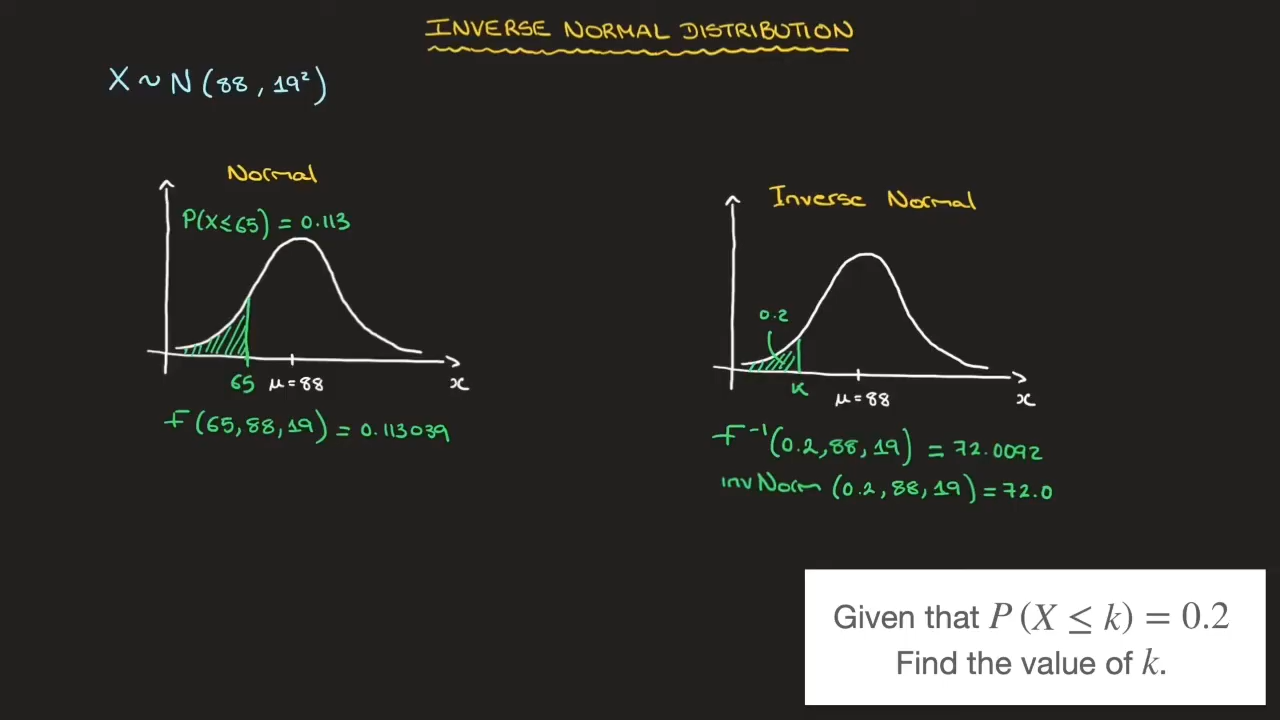 INVERSE NORMAL DISTRIBUTION
X ~ N (88, 19²)
Normal
P(X≤65) = 0.113
65 μ=88 x
F(65,88,19) = 0.113039
Inverse Normal
0.2
k μ=88 x
F⁻¹(0.2,88,19) = 72.0092
invNorm (0.2,88,19) = 72.0
Given that P (X ≤ k) = 0.2
Find the value of k.